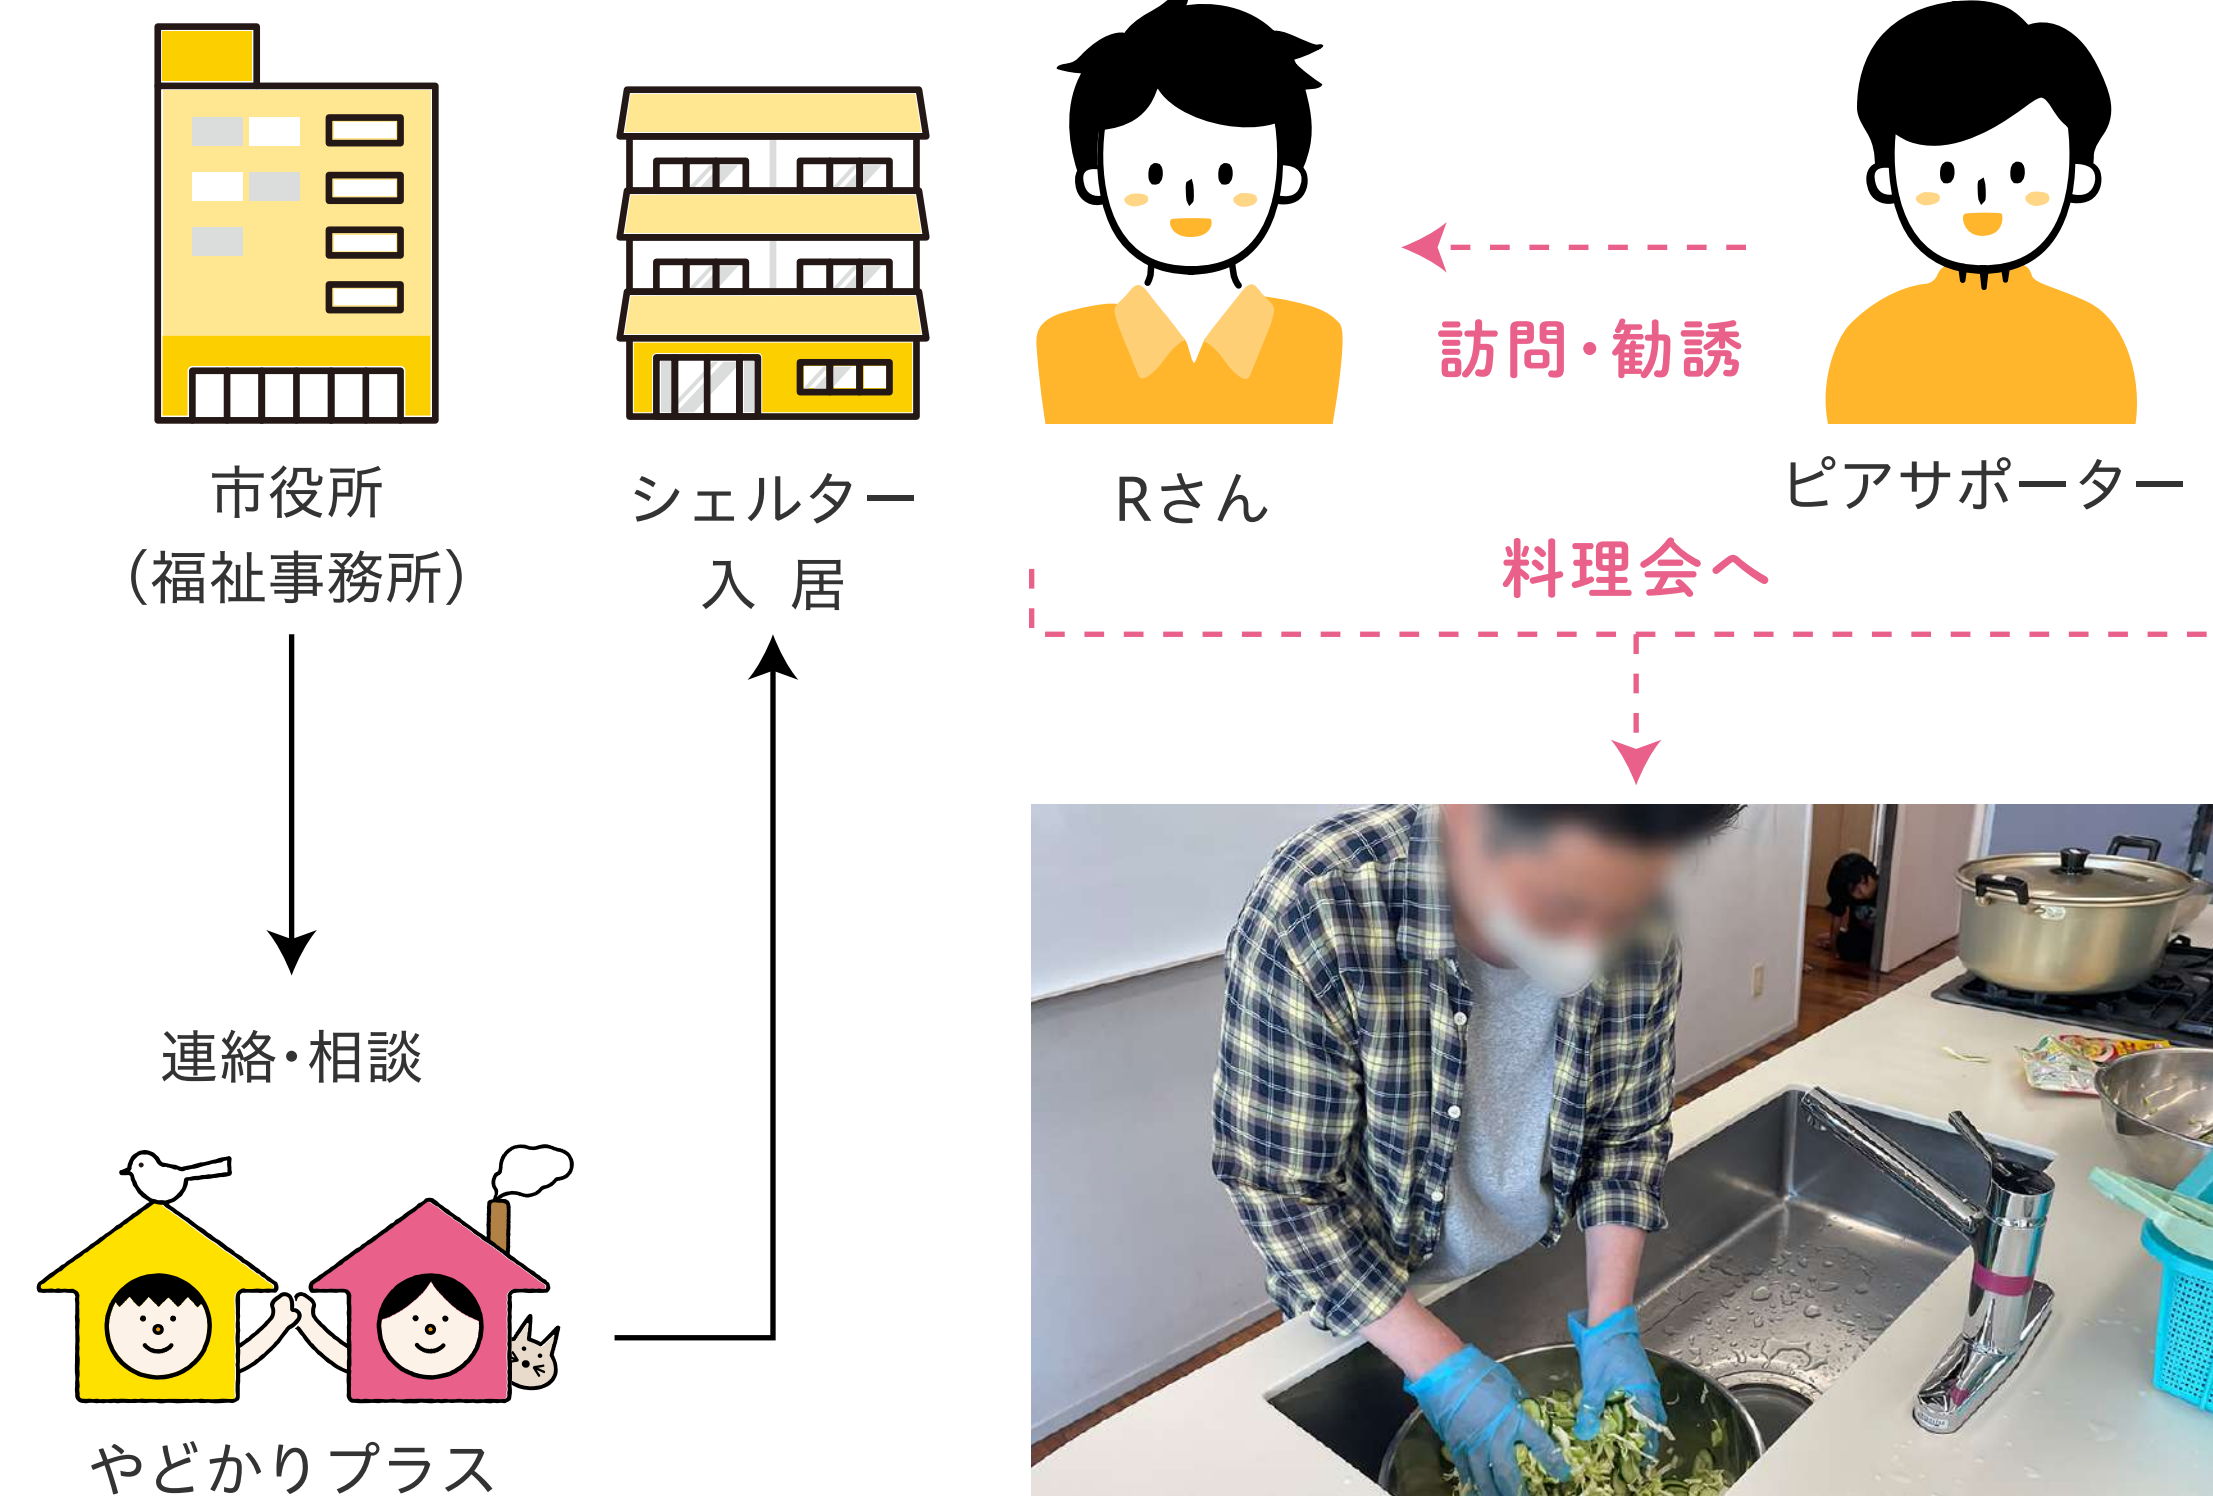 市役所
（福祉事務所）
シェルター
入 居
Rさん
訪問・勧誘
ピアサポーター
料理会へ
連絡・相談
やどかりプラス